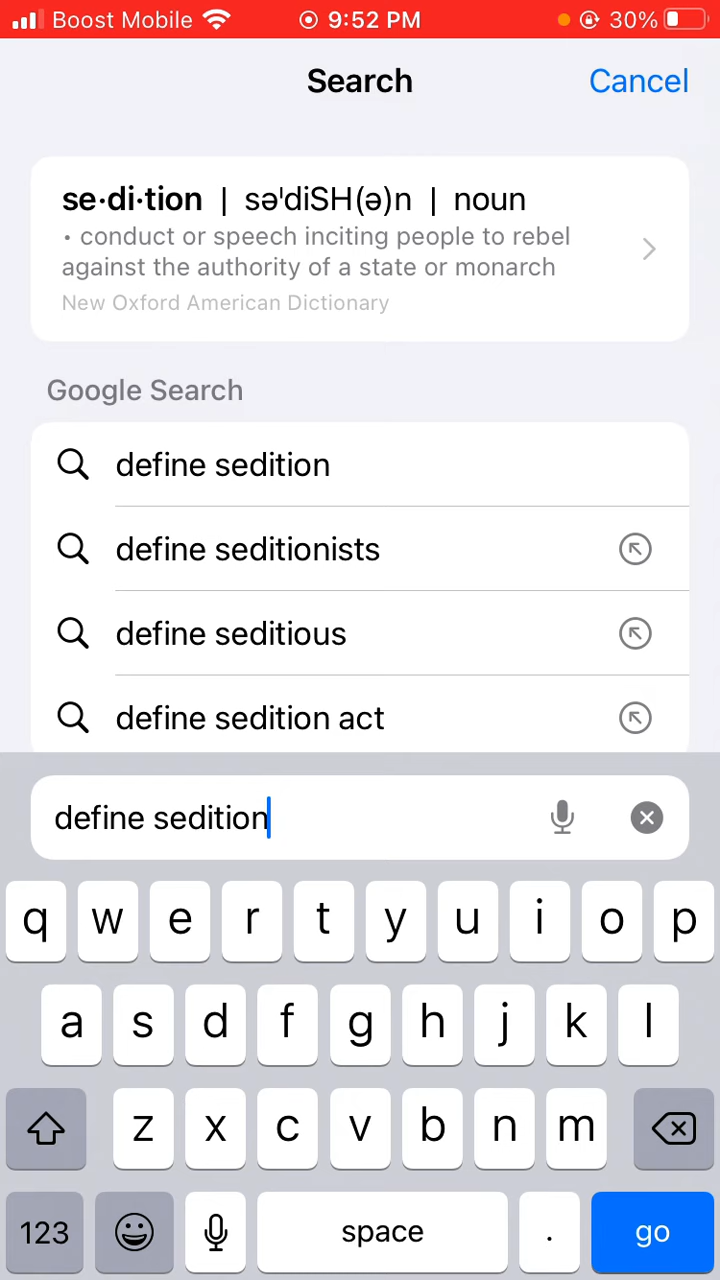 Boost Mobile 9:52 PM 30%
Search Cancel
se·di·tion | səˈdiSH(ə)n | noun
• conduct or speech inciting people to rebel
against the authority of a state or monarch
New Oxford American Dictionary
Google Search
define sedition
define seditionists
define seditious
define sedition act
define sedition
q w e r t y u i o p
a s d f g h j k l
z x c v b n m
123 space . go